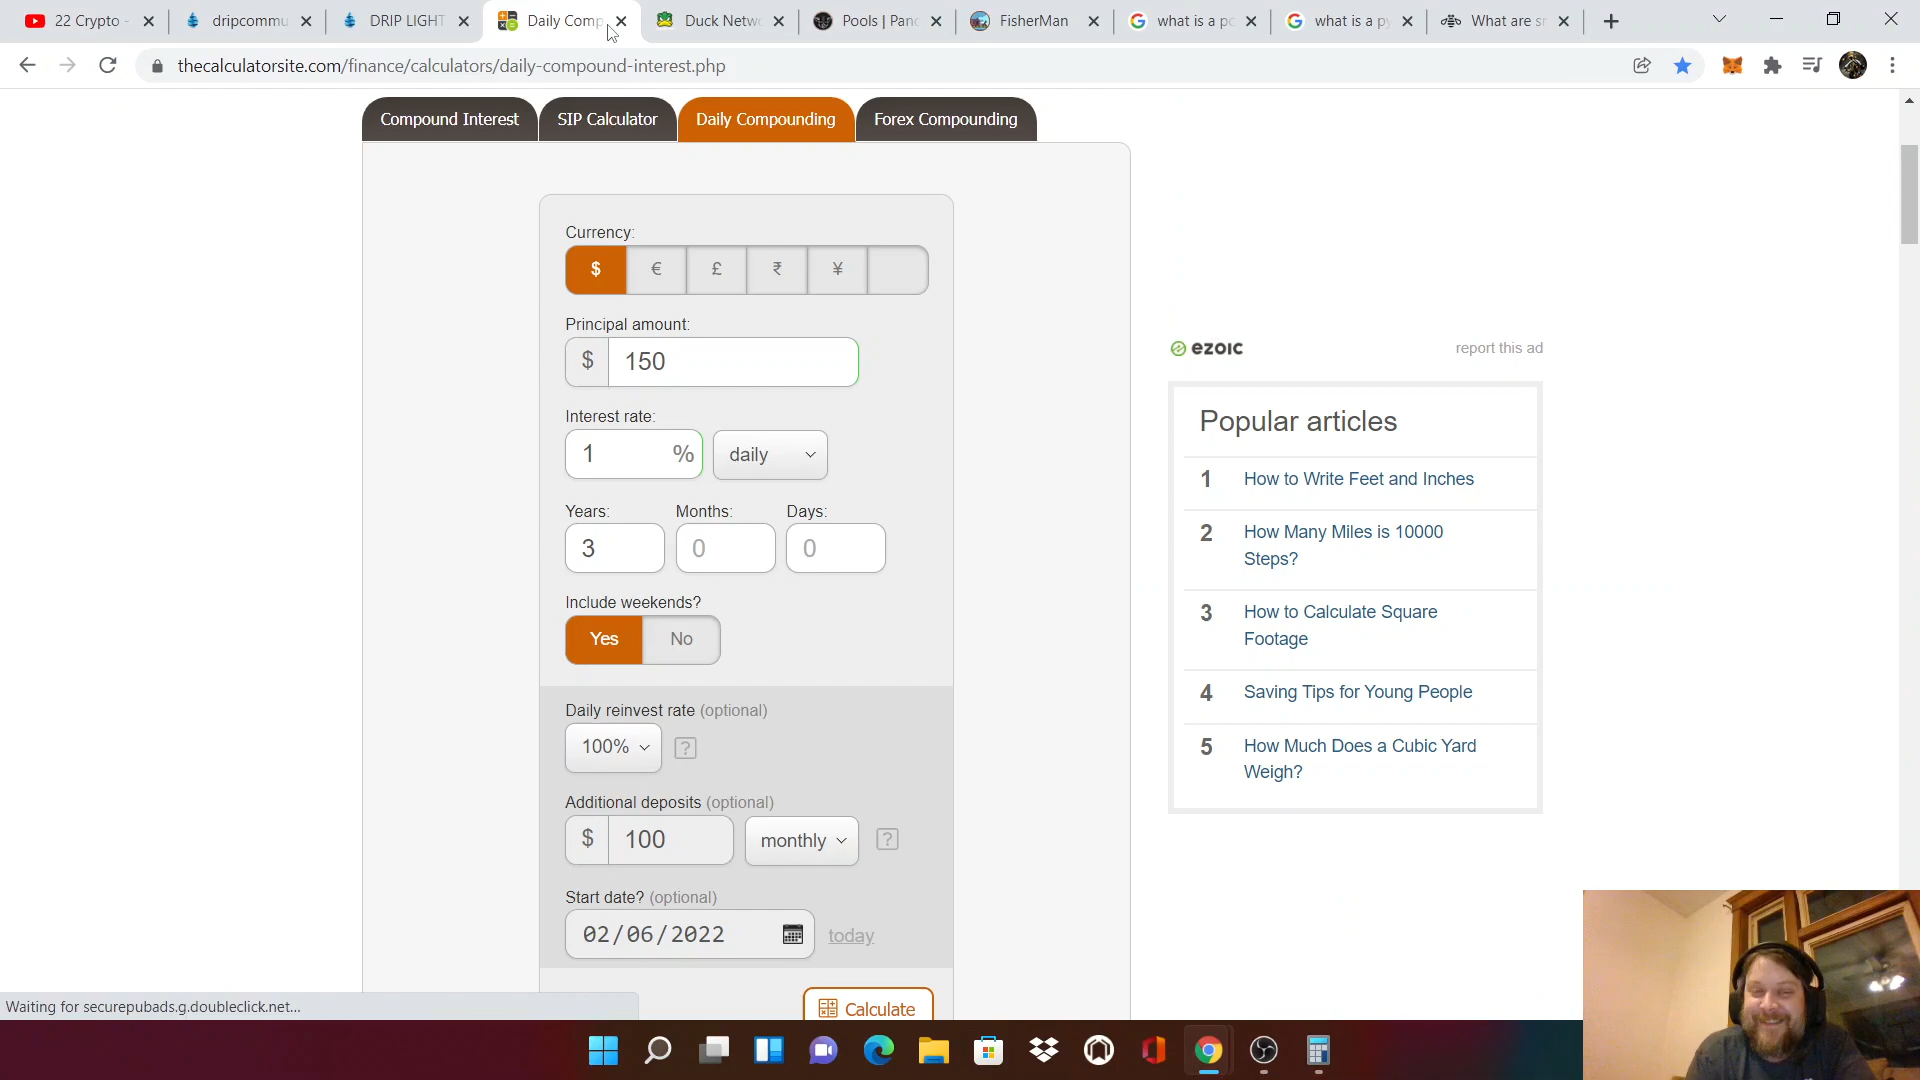 22 Crypto -
dripcommu
DRIP LIGHT
Daily Comp
Duck Netw
Pools | Pan
FisherMan
what is a po
what is a py
What are sm
thecalculatorsite.com/finance/calculators/daily-compound-interest.php
Compound Interest
SIP Calculator
Daily Compounding
Forex Compounding
Currency:
$ € £ ₹ ¥
Principal amount:
$ 150
Interest rate:
1 % daily
Years: Months: Days:
3 0 0
Include weekends?
Yes No
Daily reinvest rate (optional)
100% ?
Additional deposits (optional)
$ 100 monthly ?
Start date? (optional)
02/06/2022 today
Calculate
ezoic
report this ad
Popular articles
1 How to Write Feet and Inches
2 How Many Miles is 10000
Steps?
3 How to Calculate Square
Footage
4 Saving Tips for Young People
5 How Much Does a Cubic Yard
Weigh?
Waiting for securepubads.g.doubleclick.net...